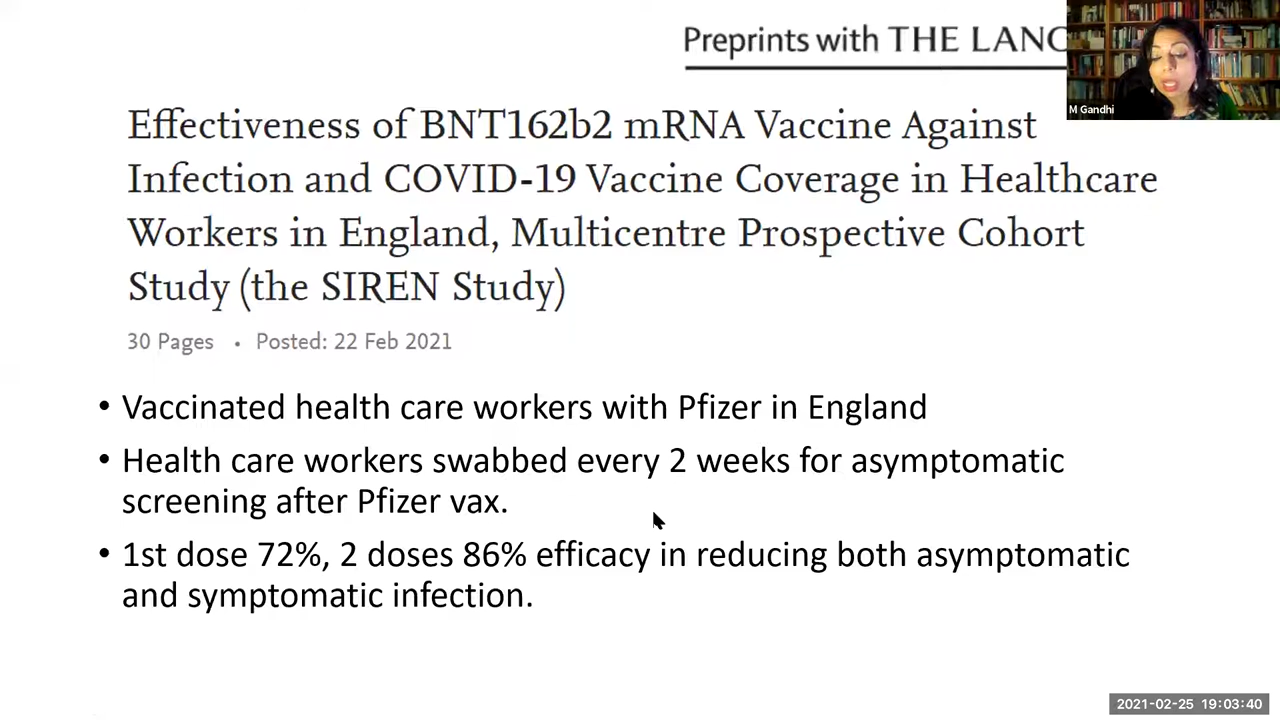 Preprints with THE LANC
M Gandhi
Effectiveness of BNT162b2 mRNA Vaccine Against
Infection and COVID-19 Vaccine Coverage in Healthcare
Workers in England, Multicentre Prospective Cohort
Study (the SIREN Study)
30 Pages • Posted: 22 Feb 2021
• Vaccinated health care workers with Pfizer in England
• Health care workers swabbed every 2 weeks for asymptomatic
screening after Pfizer vax.
• 1st dose 72%, 2 doses 86% efficacy in reducing both asymptomatic
and symptomatic infection.
2021-02-25 19:03:40